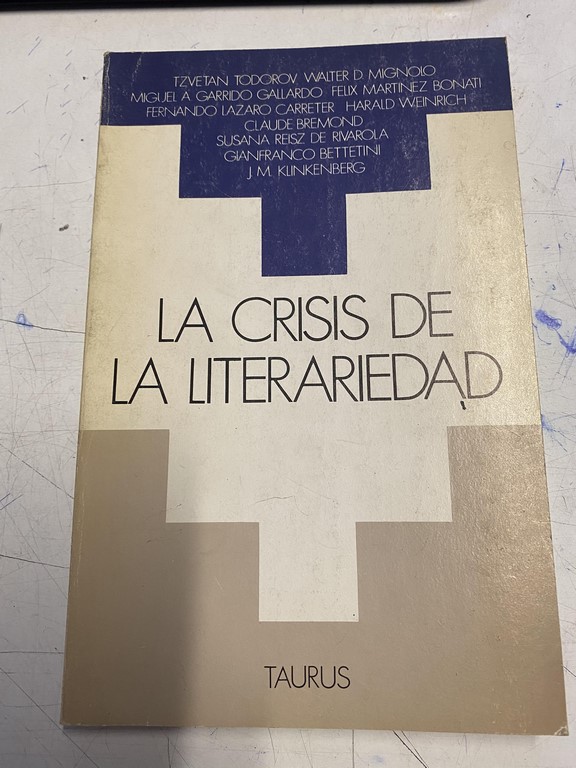 TZVETAN TODOROV WALTER D. MIGNOLO
MIGUEL A. GARRIDO GALLARDO FELIX MARTINEZ BONATI
FERNANDO LAZARO CARRETER HARALD WEINRICH
CLAUDE BREMOND
SUSANA REISZ DE RIVAROLA
GIANFRANCO BETTETINI
J. M. KLINKENBERG
LA CRISIS DE
LA LITERARIEDAD
TAURUS